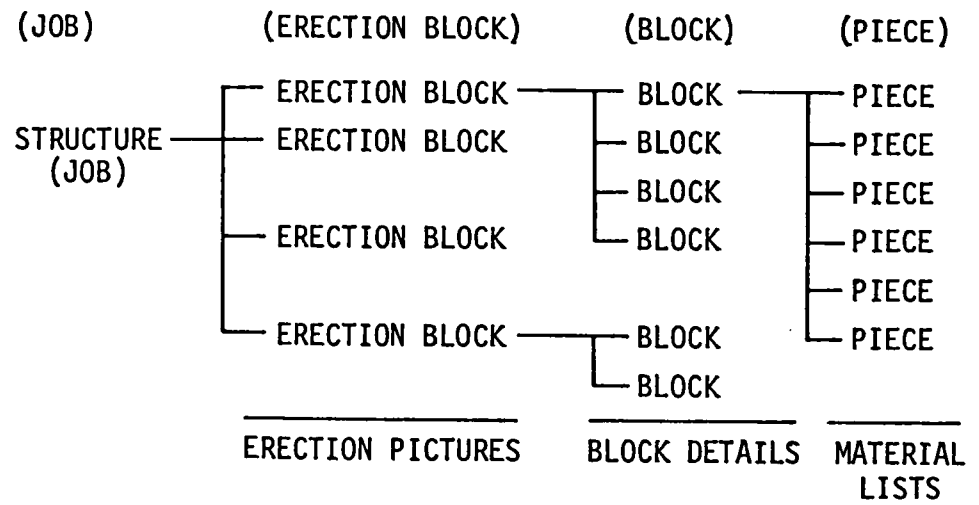 (JOB) (ERECTION BLOCK) (BLOCK) (PIECE)
ERECTION BLOCK BLOCK PIECE
STRUCTURE ERECTION BLOCK BLOCK PIECE
(JOB)
BLOCK PIECE
ERECTION BLOCK BLOCK PIECE
PIECE
ERECTION BLOCK BLOCK PIECE
BLOCK
ERECTION PICTURES BLOCK DETAILS MATERIAL
LISTS